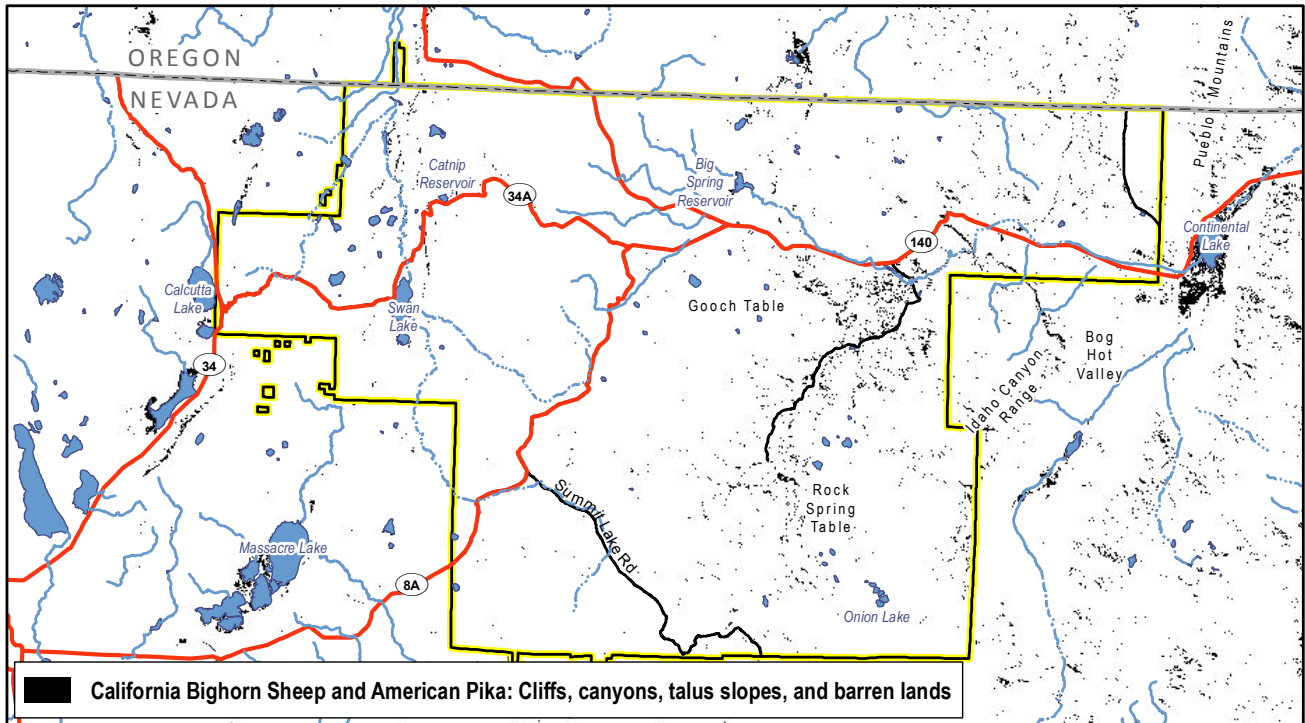 OREGON
NEVADA
Pueblo Mountains
Catnip
Reservoir
34A
Big
Spring
Reservoir
140
Continental
Lake
Calcutta
Lake
Swan
Lake
Gooch Table
34
Bog
Hot
Valley
Idaho Canyon
Range
Summit Lake Rd
Rock
Spring
Table
Massacre Lake
8A
Onion Lake
California Bighorn Sheep and American Pika: Cliffs, canyons, talus slopes, and barren lands